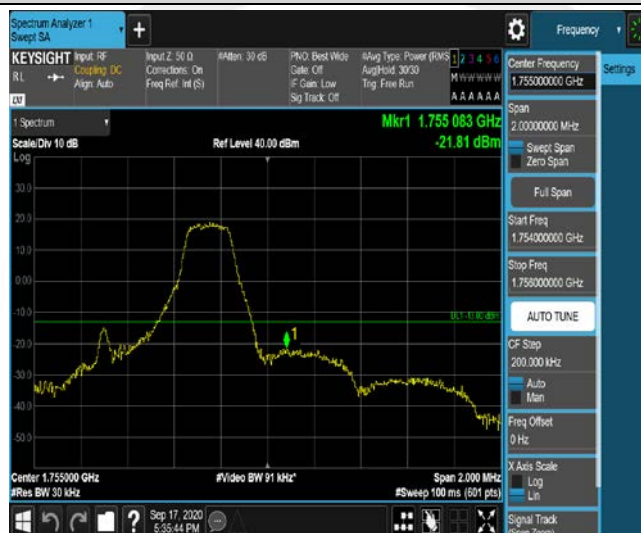 Spectrum Analyzer 1
Swept SA
+
Frequency
KEYSIGHT
Input: RF
Input Z: 50 Ω
#Atten: 30 dB
PNO: Best Wide
#Avg Type: Power (RMS
1 2 3 4 5 6
RL
Coupling: DC
Corrections: On
Gate: Off
Avg|Hold: 30/30
M W W W W W
Align: Auto
Freq Ref: Int (S)
IF Gain: Low
Trig: Free Run
Sig Track: Off
A A A A A A
1 Spectrum
Mkr1 1.755 083 GHz
Scale/Div 10 dB
Ref Level 40.00 dBm
-21.81 dBm
Log
30.0
20.0
10.0
0.00
-10.0
DL1 -13.00 dBm
1
-20.0
-30.0
-40.0
-50.0
Center 1.755000 GHz
#Video BW 91 kHz*
Span 2.000 MHz
#Res BW 30 kHz
#Sweep 100 ms (601 pts)
Sep 17, 2020
5:35:44 PM
?
Center Frequency
1.755000000 GHz
Settings
Span
2.00000000 MHz
Swept Span
Zero Span
Full Span
Start Freq
1.754000000 GHz
Stop Freq
1.756000000 GHz
AUTO TUNE
CF Step
200.000 kHz
Auto
Man
Freq Offset
0 Hz
X Axis Scale
Log
Lin
Signal Track
(Span Zoom)